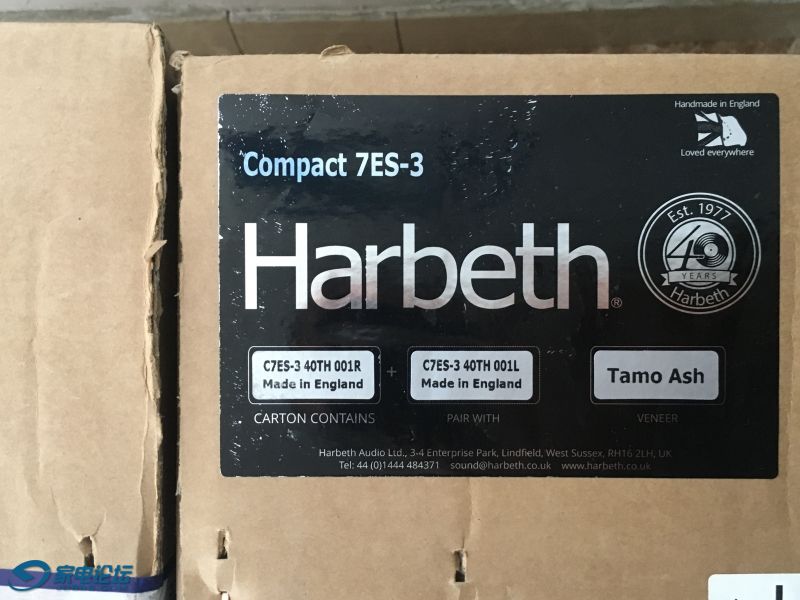 Handmade in England
Loved everywhere
Compact 7ES-3
Harbeth®
Est. 1977
40
YEARS
Harbeth
C7ES-3 40TH 001R
Made in England
+
C7ES-3 40TH 001L
Made in England
Tamo Ash
CARTON CONTAINS
PAIR WITH
VENEER
Harbeth Audio Ltd., 3-4 Enterprise Park, Lindfield, West Sussex, RH16 2LH, UK
Tel: 44 (0)1444 484371 sound@harbeth.co.uk www.harbeth.co.uk
家电论坛